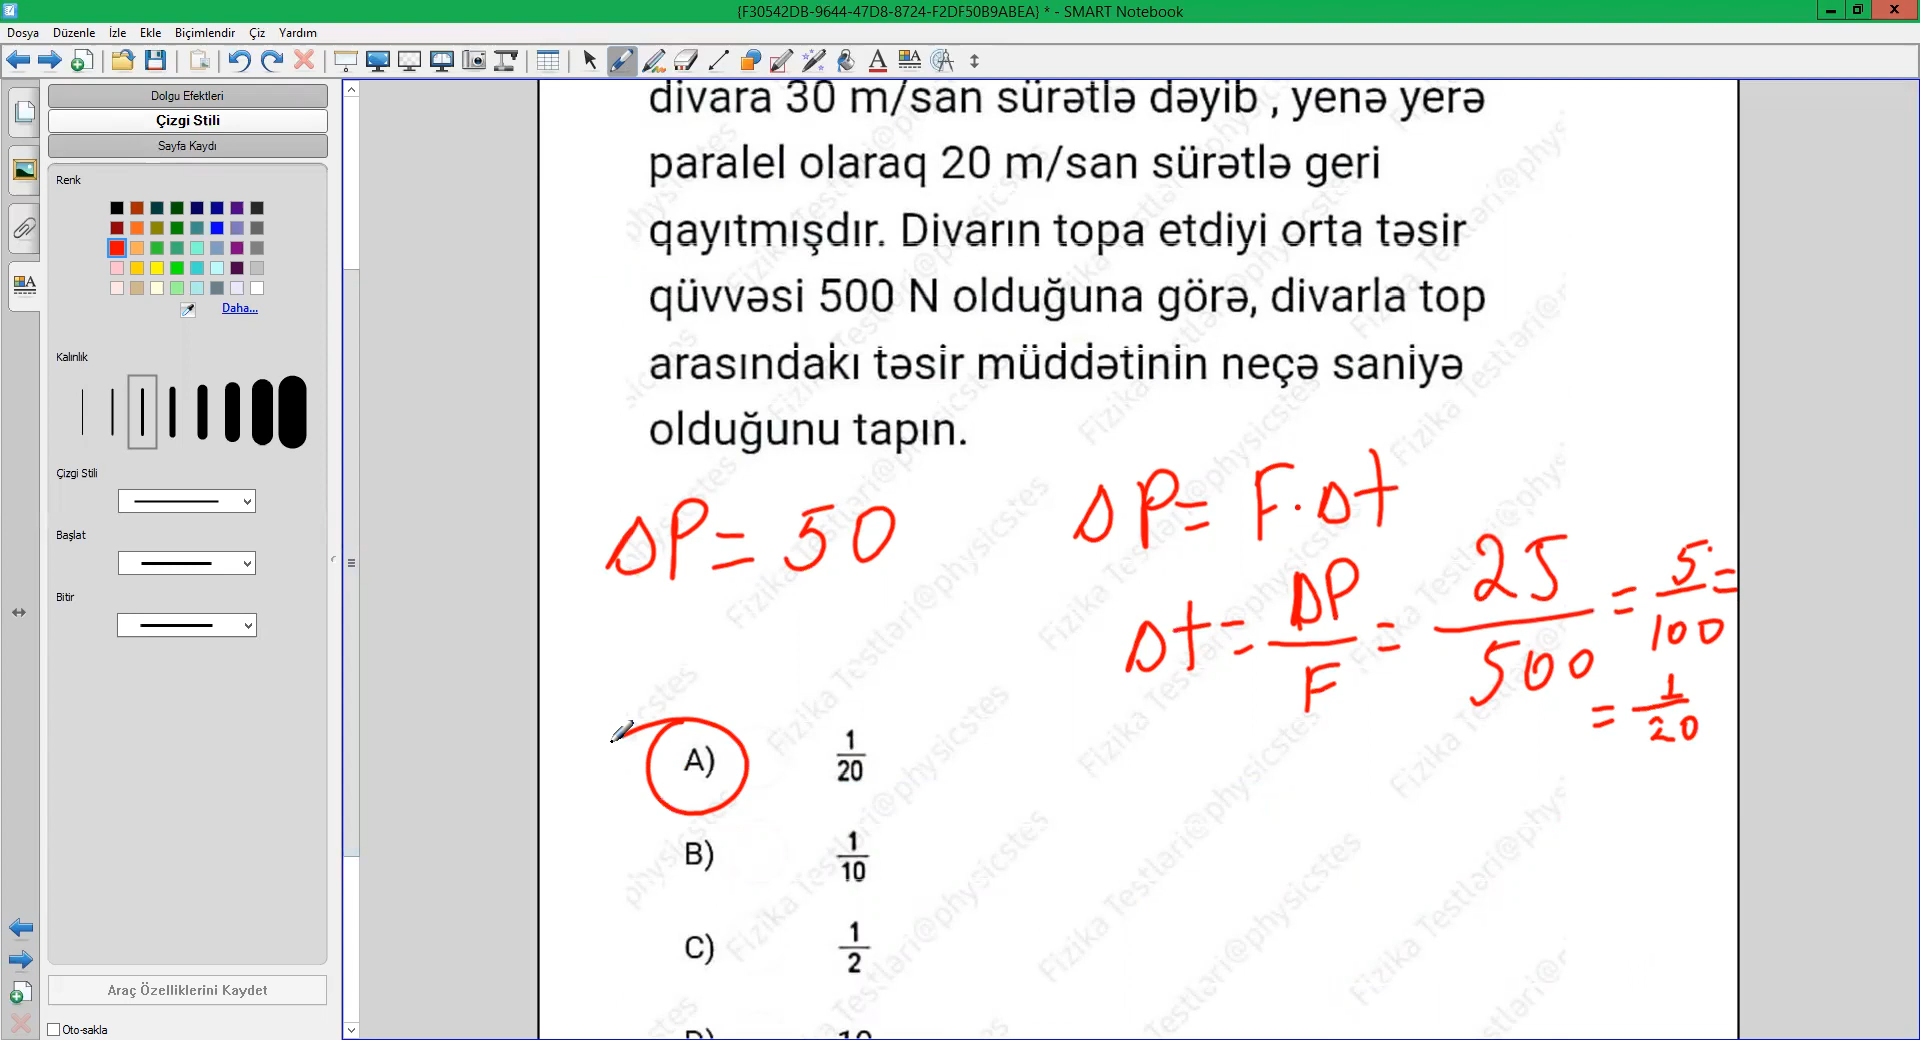 {F30542DB-9644-47D8-8724-F2DF50B9ABEA} * - SMART Notebook
Dosya Düzenle İzle Ekle Biçimlendir Çiz Yardım
Dolgu Efektleri
Çizgi Stili
Sayfa Kaydı
Renk
Daha...
Kalınlık
Çizgi Stili
Başlat
Bitir
Araç Özelliklerini Kaydet
Oto-sakla
divara 30 m/san sürətlə dəyib , yenə yerə
paralel olaraq 20 m/san sürətlə geri
qayıtmışdır. Divarın topa etdiyi orta təsir
qüvvəsi 500 N olduğuna görə, divarla top
arasındakı təsir müddətinin neçə saniyə
olduğunu tapın.
ΔP = 50
ΔP = F · Δt
Δt = ΔP/F = 25/500 = 5/100 =
= 1/20
A) 1/20
B) 1/10
C) 1/2
Fizika Testlari@physicstes